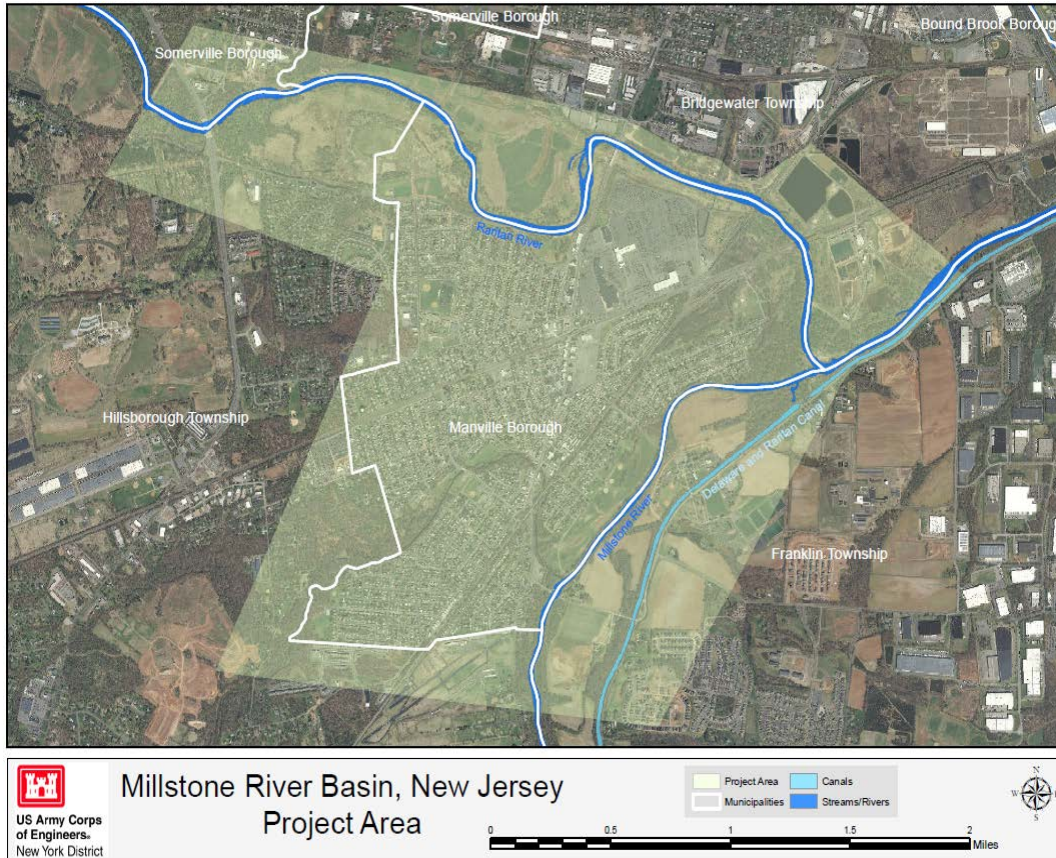 Somerville Borough
Bound Brook Boroug
Somerville Borough
Bridgewater Township
Raritan River
Hillsborough Township
Manville Borough
Delaware and Raritan Canal
Millstone River
Franklin Township
US Army Corps
of Engineers®
New York District
Millstone River Basin, New Jersey
Project Area
Project Area
Canals
Municipalities
Streams/Rivers
0 0.5 1 1.5 2
Miles
N
W
S